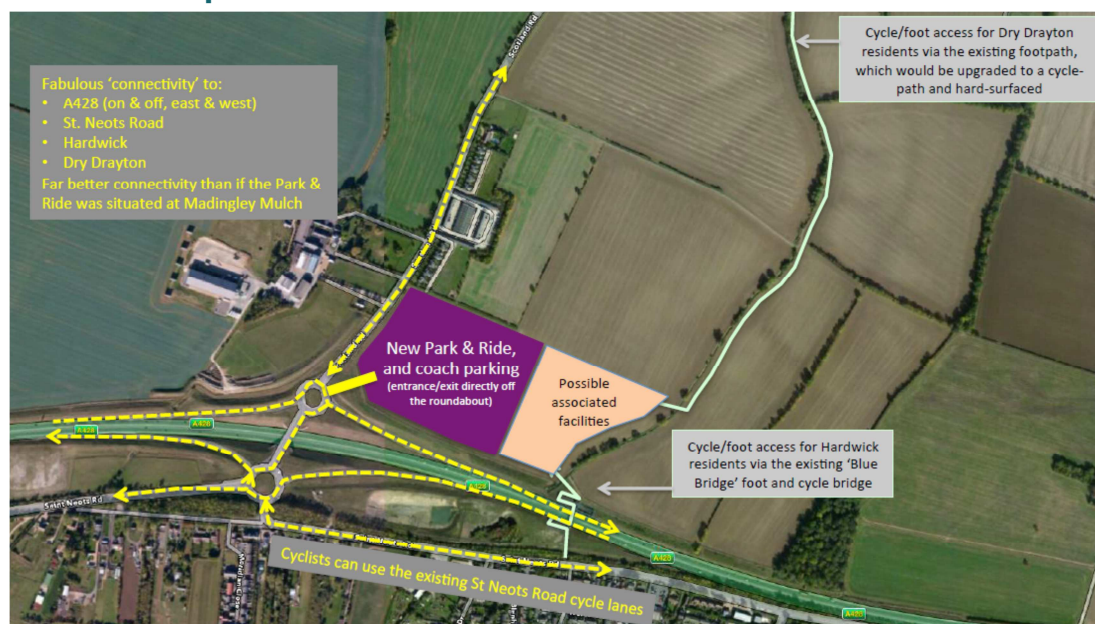 Scotland Rd
Cycle/foot access for Dry Drayton
residents via the existing footpath,
which would be upgraded to a cycle-
path and hard-surfaced
Fabulous ‘connectivity’ to:
• A428 (on & off, east & west)
• St. Neots Road
• Hardwick
• Dry Drayton
Far better connectivity than if the Park &
Ride was situated at Madingley Mulch
New Park & Ride,
and coach parking
(entrance/exit directly off
the roundabout)
Possible
associated
facilities
A428
A428
Cycle/foot access for Hardwick
residents via the existing ‘Blue
Bridge’ foot and cycle bridge
A428
Saint Neots Rd
Cyclists can use the existing St Neots Road cycle lanes
A428
A428